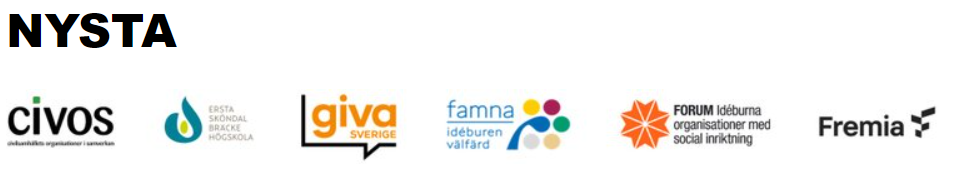 NYSTA
civos
civilsamhällets organisationer i samverkan
ERSTA
SKÖNDAL
BRÄCKE
HÖGSKOLA
giva
SVERIGE
famna
idéburen
välfärd
FORUM Idéburna
organisationer med
social inriktning
Fremia